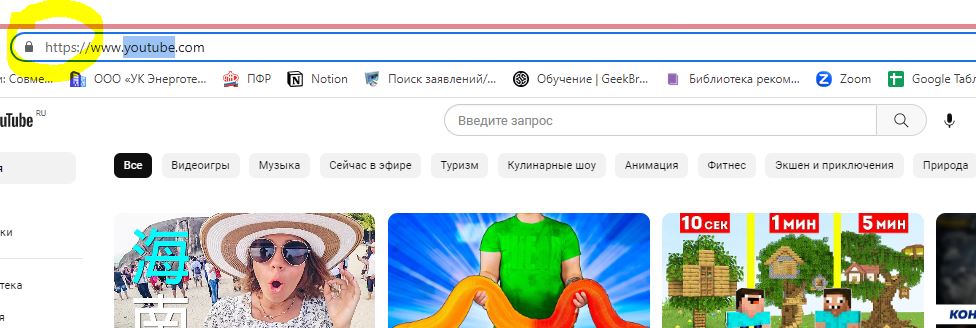 https://www.youtube.com
и: Совме... ООО «УК Энерготе... ПФР Notion Поиск заявлений/... Обучение | GeekBr... Библиотека реком... Zoom Google Табл
uTube RU
Введите запрос
я
Все Видеоигры Музыка Сейчас в эфире Туризм Кулинарные шоу Анимация Фитнес Экшен и приключения Природа
海
南
10 СЕК 1 МИН 5 МИН
ки
тека
я
КОН